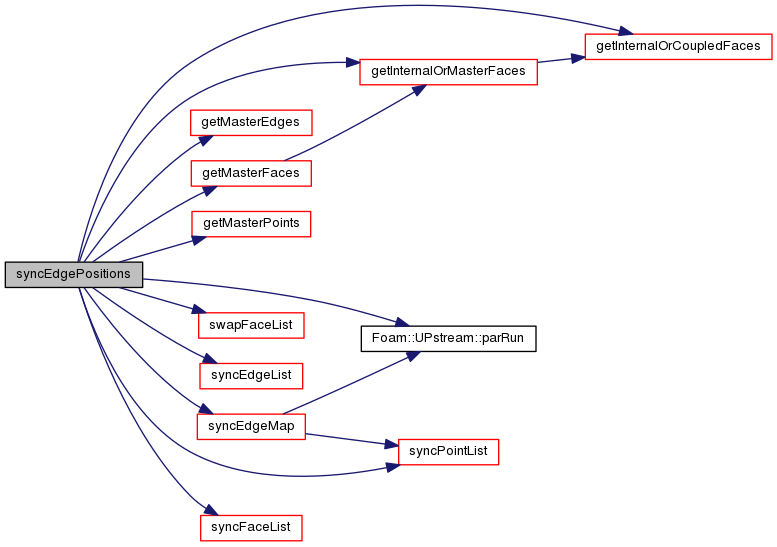 getInternalOrCoupledFaces
getInternalOrMasterFaces
getMasterEdges
getMasterFaces
getMasterPoints
syncEdgePositions
swapFaceList
Foam::UPstream::parRun
syncEdgeList
syncEdgeMap
syncPointList
syncFaceList